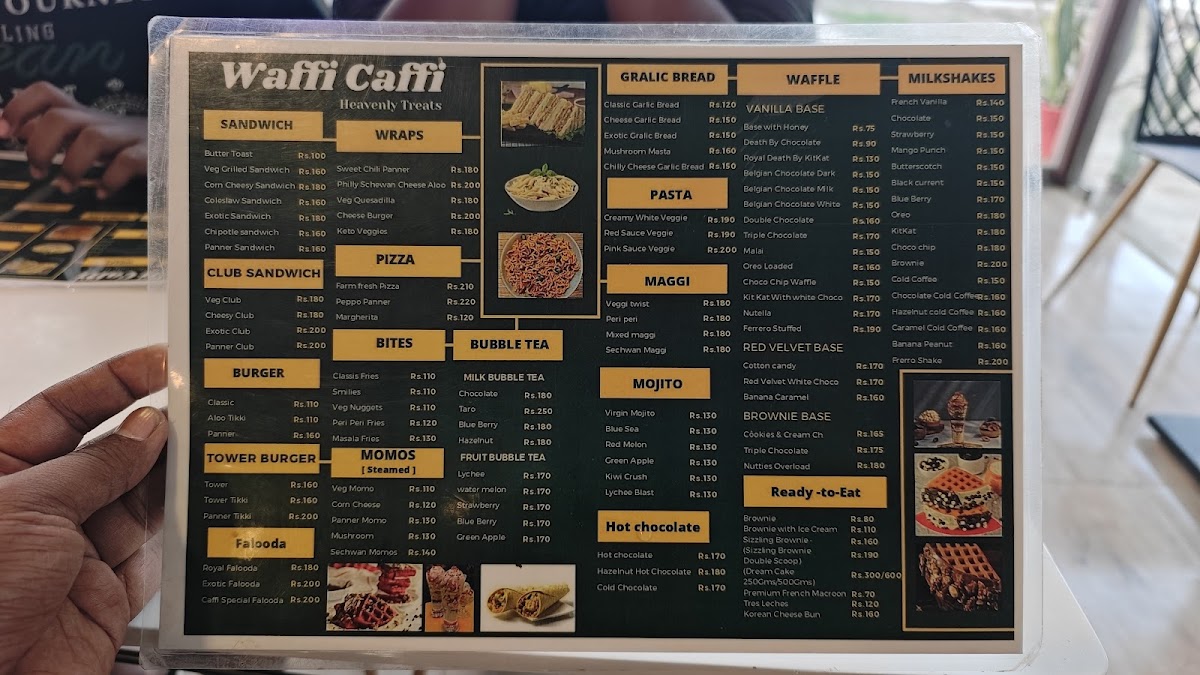 OURNE
LING
Waffi Caffi
Heavenly Treats
SANDWICH
Butter Toast Rs.100
Veg Grilled Sandwich Rs.160
Corn Cheesy Sandwich Rs.180
Coleslaw Sandwich Rs.160
Exotic Sandwich Rs.180
Chipotle sandwich Rs.160
Panner Sandwich Rs.160
CLUB SANDWICH
Veg Club Rs.180
Cheesy Club Rs.180
Exotic Club Rs.200
Panner Club Rs.200
BURGER
Classic Rs.110
Aloo Tikki Rs.110
Panner Rs.160
TOWER BURGER
Tower Rs.160
Tower Tikki Rs.160
Panner Tikki Rs.200
Falooda
Royal Falooda Rs.180
Exotic Falooda Rs.200
Caffi Special Falooda Rs.200
WRAPS
Sweet Chili Panner Rs.180
Philly Schewan Cheese Aloo Rs.200
Veg Quesadilla Rs.180
Cheese Burger Rs.200
Keto Veggies Rs.180
PIZZA
Farm fresh Pizza Rs.210
Peppo Panner Rs.220
Margherita Rs.120
BITES
Classis Fries Rs.110
Smilies Rs.110
Veg Nuggets Rs.110
Peri Peri Fries Rs.120
Masala Fries Rs.130
MOMOS
[ Steamed ]
Veg Momo Rs.110
Corn Cheese Rs.120
Panner Momo Rs.130
Mushroom Rs.130
Sechwan Momos Rs.140
BUBBLE TEA
MILK BUBBLE TEA
Chocolate Rs.180
Taro Rs.250
Blue Berry Rs.180
Hazelnut Rs.180
FRUIT BUBBLE TEA
Lychee Rs.170
water melon Rs.170
Strawberry Rs.170
Blue Berry Rs.170
Green Apple Rs.170
GRALIC BREAD
Classic Garlic Bread Rs.120
Cheese Garlic Bread Rs.150
Exotic Gralic Bread Rs.150
Mushroom Masta Rs.160
Chilly Cheese Garlic Bread Rs.150
PASTA
Creamy White Veggie Rs.190
Red Sauce Veggie Rs.190
Pink Sauce Veggie Rs.200
MAGGI
Veggi twist Rs.180
Peri peri Rs.180
Mixed maggi Rs.180
Sechwan Maggi Rs.180
MOJITO
Virgin Mojito Rs.130
Blue Sea Rs.130
Red Melon Rs.130
Green Apple Rs.130
Kiwi Crush Rs.130
Lychee Blast Rs.130
Hot chocolate
Hot chocolate Rs.170
Hazelnut Hot Chocolate Rs.180
Cold Chocolate Rs.170
WAFFLE
VANILLA BASE
Base with Honey Rs.75
Death By Chocolate Rs.90
Royal Death By KitKat Rs.130
Belgian Chocolate Dark Rs.150
Belgian Chocolate Milk Rs.150
Belgian Chocolate White Rs.150
Double Chocolate Rs.160
Triple Chocolate Rs.170
Malai Rs.150
Oreo Loaded Rs.160
Choco Chip Waffle Rs.150
Kit Kat With white Choco Rs.170
Nutella Rs.170
Ferrero Stuffed Rs.190
RED VELVET BASE
Cotton candy Rs.170
Red Velvet White Choco Rs.170
Banana Caramel Rs.160
BROWNIE BASE
Cookies & Cream Ch Rs.165
Triple Chocolate Rs.175
Nutties Overload Rs.180
Ready -to-Eat
Brownie Rs.80
Brownie with Ice Cream Rs.110
Sizzling Brownie Rs.160
(Sizzling Brownie Rs.190
Double Scoop)
(Dream Cake Rs.300/600
250Gms/500Gms)
Premium French Macroon Rs.70
Tres Leches Rs.120
Korean Cheese Bun Rs.160
MILKSHAKES
French Vanilla Rs.140
Chocolate Rs.150
Strawberry Rs.150
Mango Punch Rs.150
Butterscotch Rs.150
Black current Rs.150
Blue Berry Rs.170
Oreo Rs.180
KitKat Rs.180
Choco chip Rs.180
Brownie Rs.200
Cold Coffee Rs.150
Chocolate Cold Coffee Rs.160
Hazelnut cold Coffee Rs.160
Caramel Cold Coffee Rs.160
Banana Peanut Rs.160
Frerro Shake Rs.200